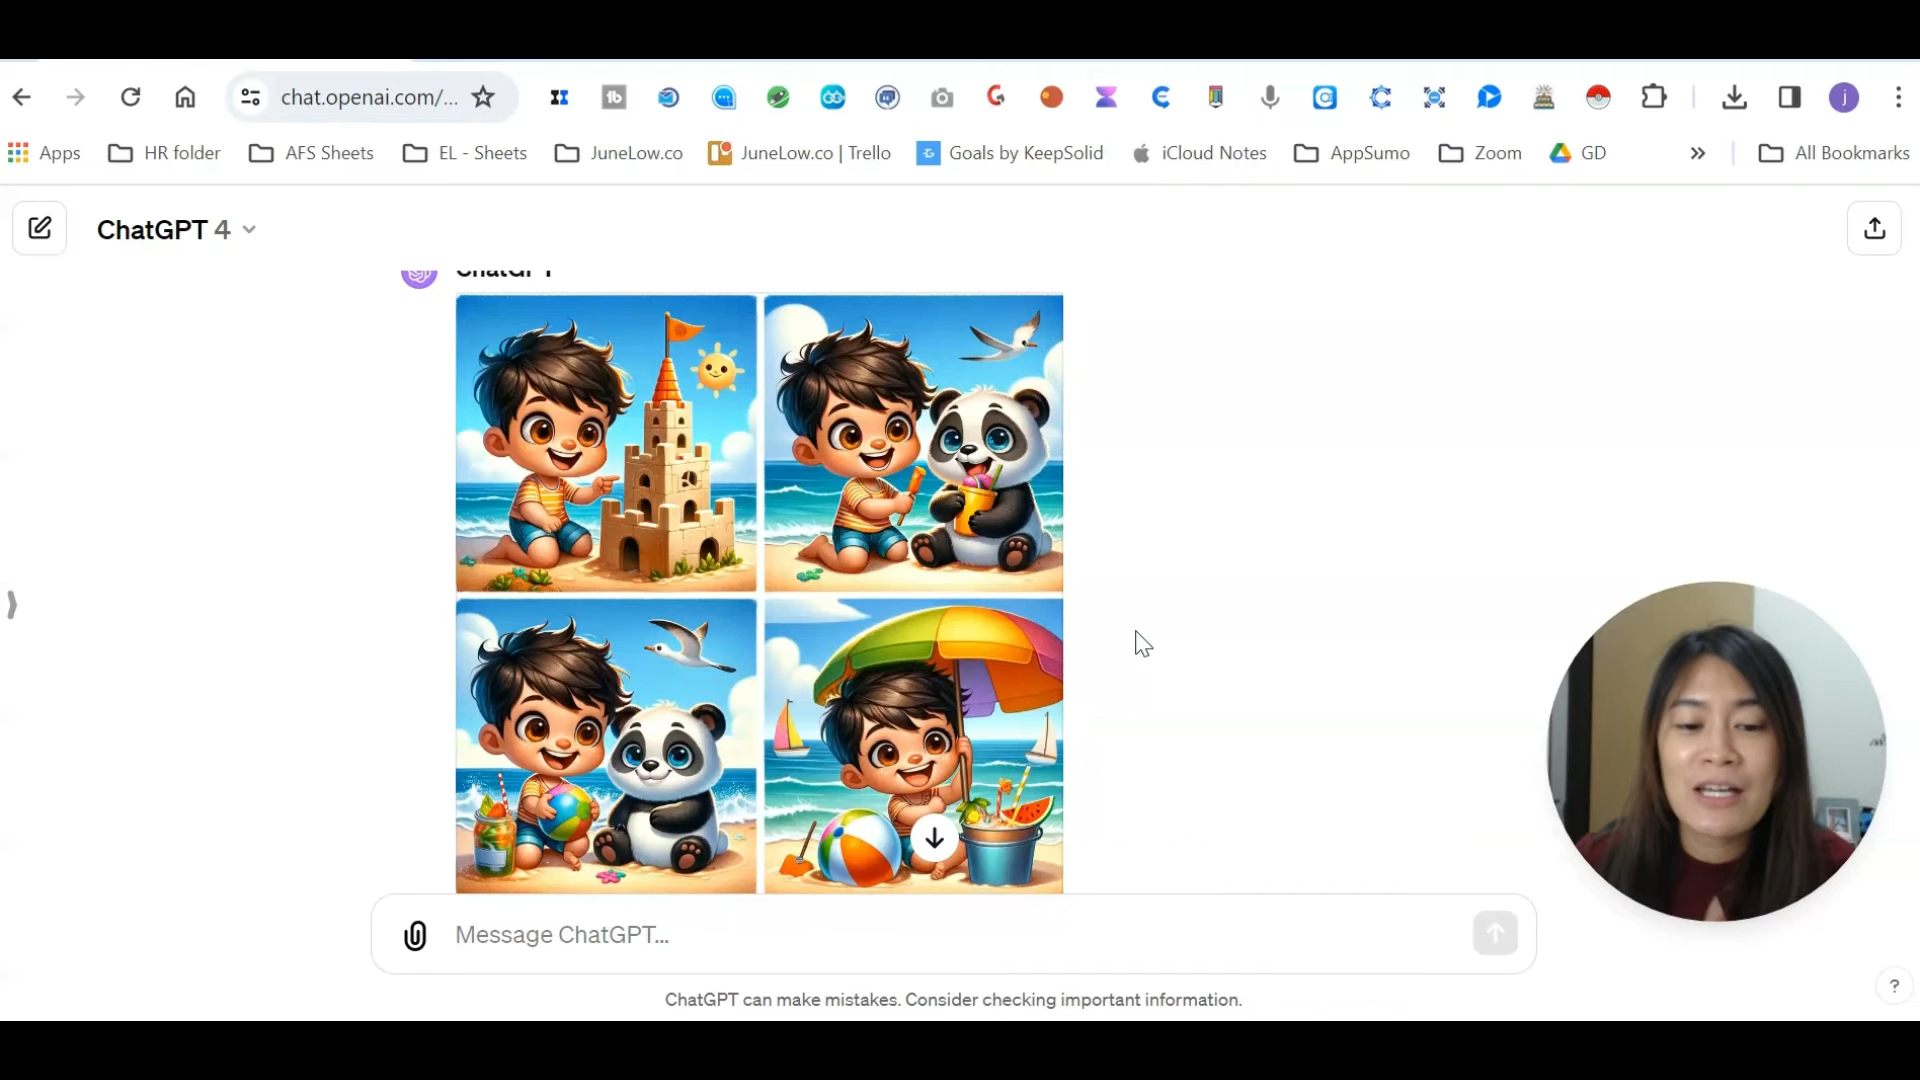 chat.openai.com/...
j
Apps
HR folder
AFS Sheets
EL - Sheets
JuneLow.co
JuneLow.co | Trello
Goals by KeepSolid
iCloud Notes
AppSumo
Zoom
GD
All Bookmarks
ChatGPT 4
ChatGPT
Message ChatGPT...
ChatGPT can make mistakes. Consider checking important information.
?